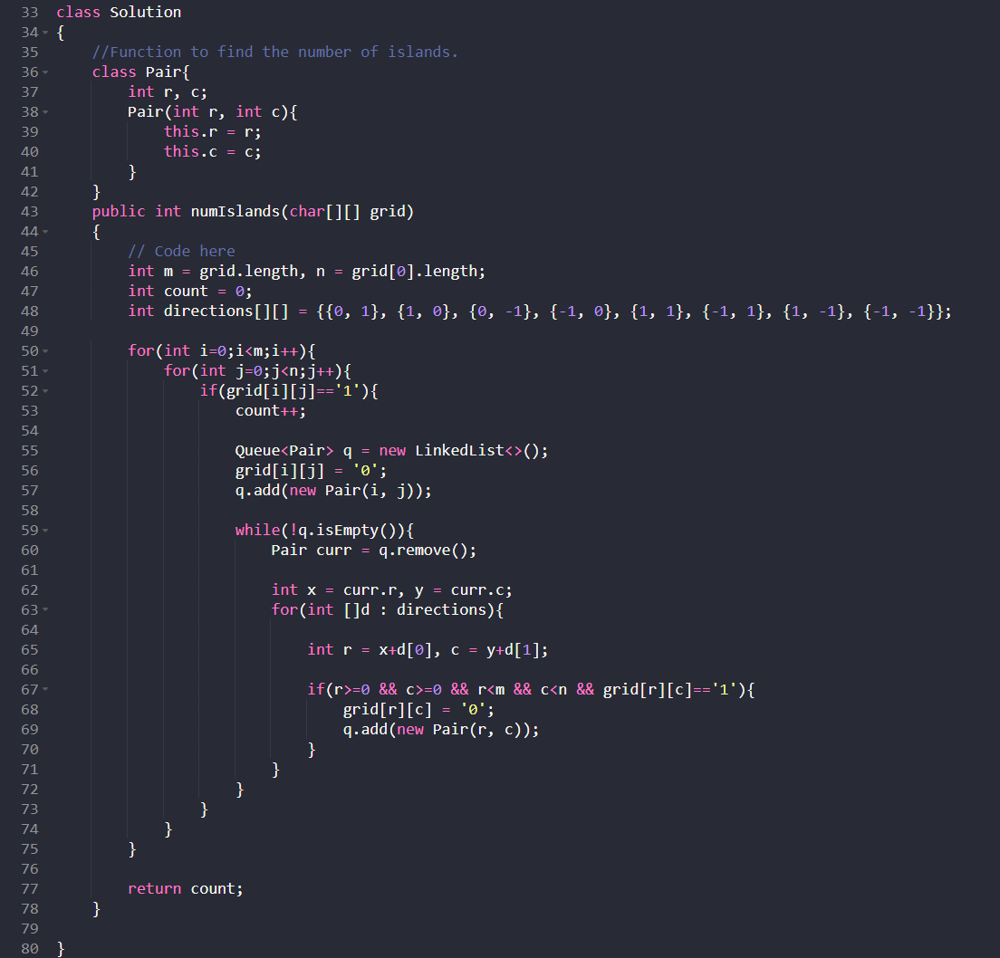 33 class Solution
34 {
35     //Function to find the number of islands.
36     class Pair{
37         int r, c;
38         Pair(int r, int c){
39             this.r = r;
40             this.c = c;
41         }
42     }
43     public int numIslands(char[][] grid)
44     {
45         // Code here
46         int m = grid.length, n = grid[0].length;
47         int count = 0;
48         int directions[][] = {{0, 1}, {1, 0}, {0, -1}, {-1, 0}, {1, 1}, {-1, 1}, {1, -1}, {-1, -1}};
49
50         for(int i=0;i<m;i++){
51             for(int j=0;j<n;j++){
52                 if(grid[i][j]=='1'){
53                     count++;
54
55                     Queue<Pair> q = new LinkedList<>();
56                     grid[i][j] = '0';
57                     q.add(new Pair(i, j));
58
59                     while(!q.isEmpty()){
60                         Pair curr = q.remove();
61
62                         int x = curr.r, y = curr.c;
63                         for(int []d : directions){
64
65                             int r = x+d[0], c = y+d[1];
66
67                             if(r>=0 && c>=0 && r<m && c<n && grid[r][c]=='1'){
68                                 grid[r][c] = '0';
69                                 q.add(new Pair(r, c));
70                             }
71                         }
72                     }
73                 }
74             }
75         }
76
77         return count;
78     }
79
80 }